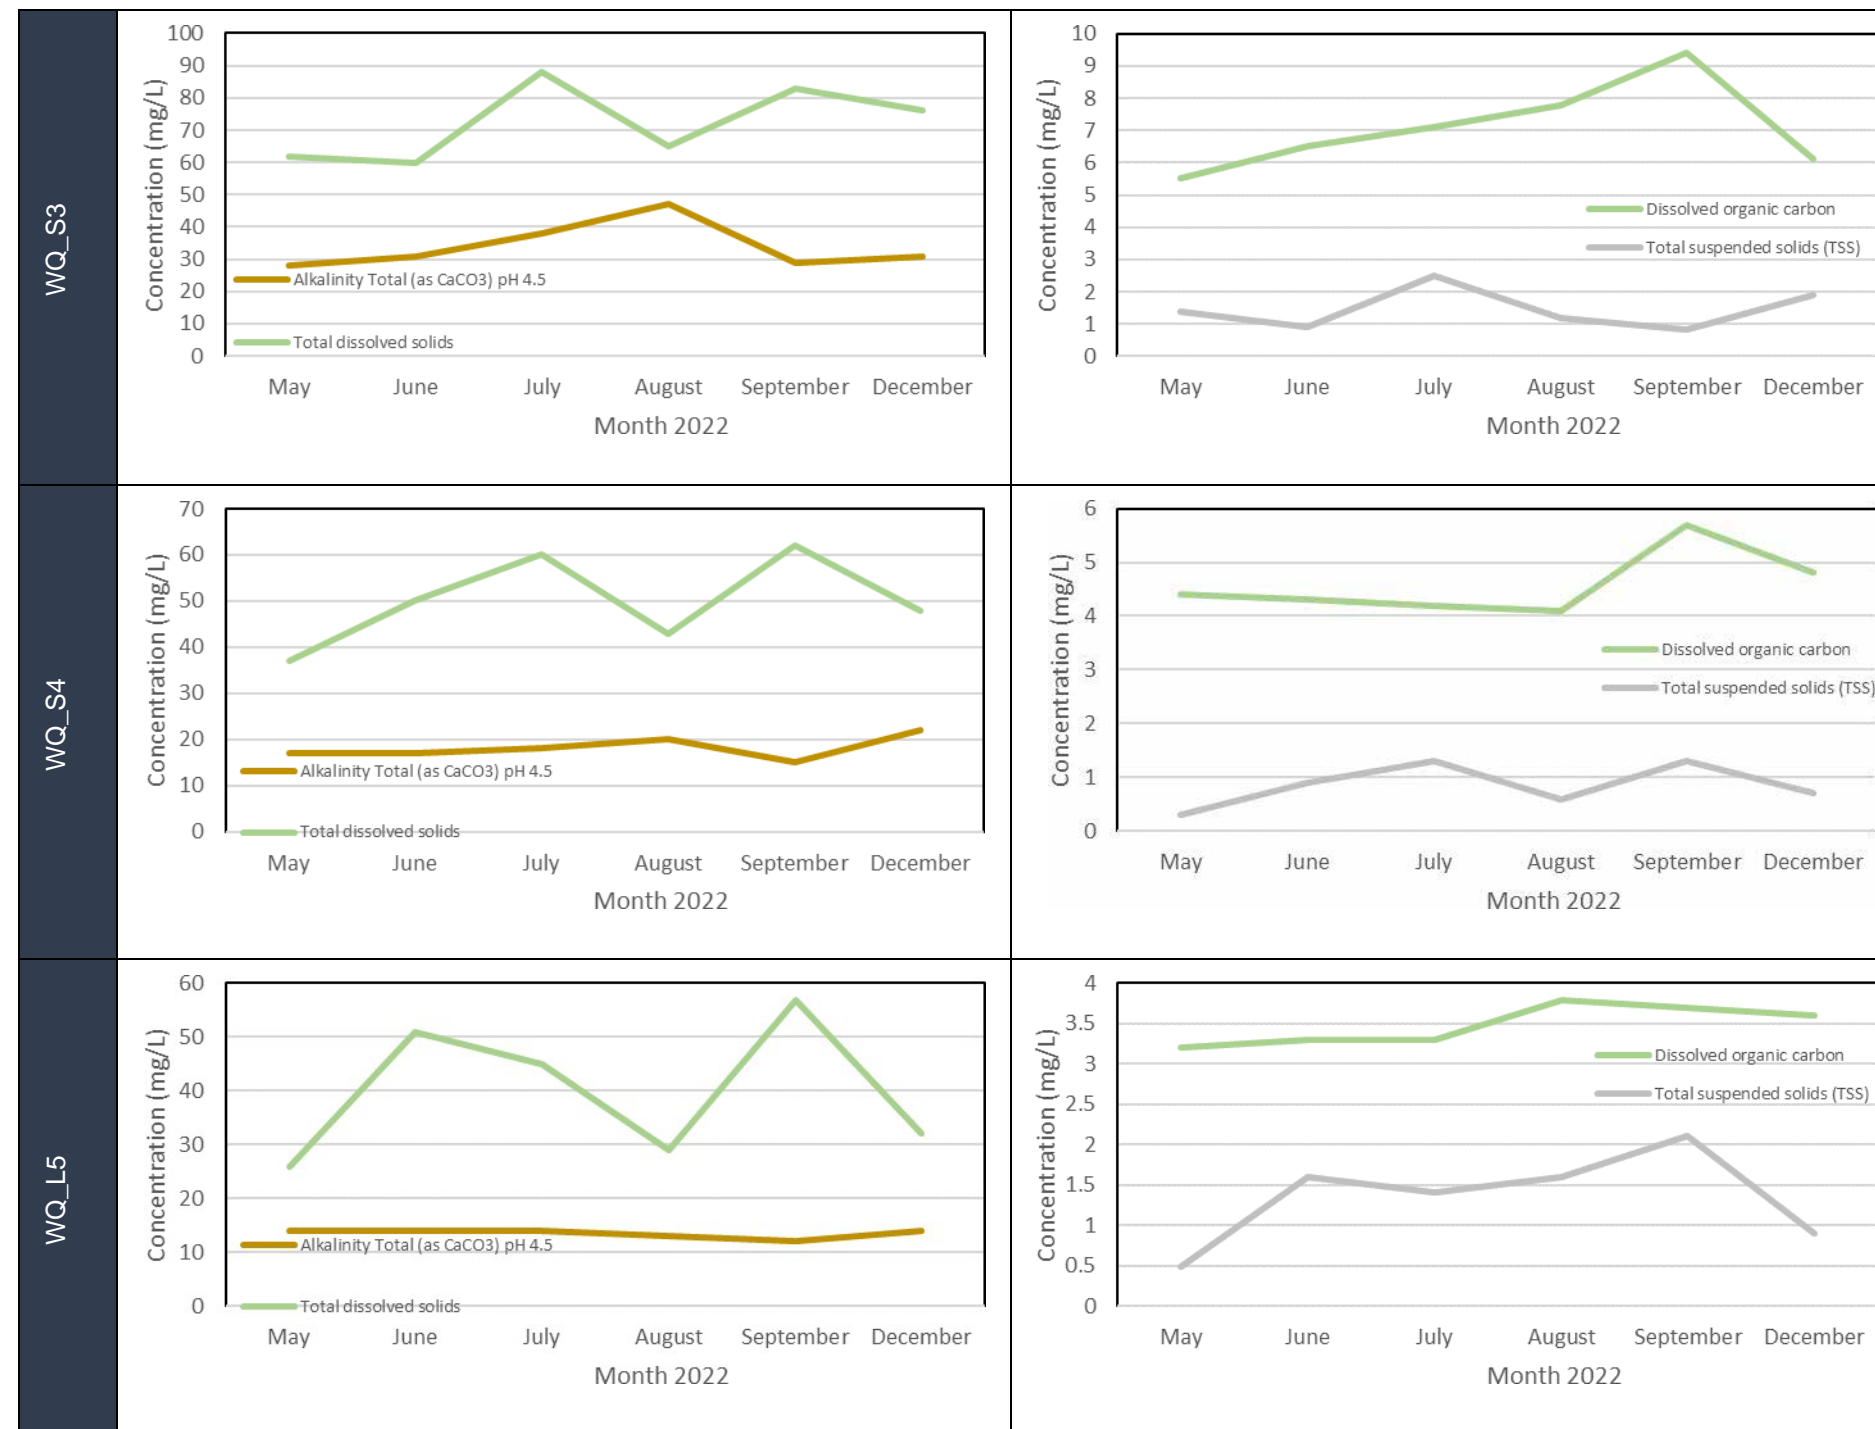 WQ_S3
100
90
80
70
60
50
40
30
20
10
0
Concentration (mg/L)
Alkalinity Total (as CaCO3) pH 4.5
Total dissolved solids
May June July August September December
Month 2022
10
9
8
7
6
5
4
3
2
1
0
Concentration (mg/L)
Dissolved organic carbon
Total suspended solids (TSS)
May June July August September December
Month 2022
WQ_S4
70
60
50
40
30
20
10
0
Concentration (mg/L)
Alkalinity Total (as CaCO3) pH 4.5
Total dissolved solids
May June July August September December
Month 2022
6
5
4
3
2
1
0
Concentration (mg/L)
Dissolved organic carbon
Total suspended solids (TSS)
May June July August September December
Month 2022
WQ_L5
60
50
40
30
20
10
0
Concentration (mg/L)
Alkalinity Total (as CaCO3) pH 4.5
Total dissolved solids
May June July August September December
Month 2022
4
3.5
3
2.5
2
1.5
1
0.5
0
Concentration (mg/L)
Dissolved organic carbon
Total suspended solids (TSS)
May June July August September December
Month 2022